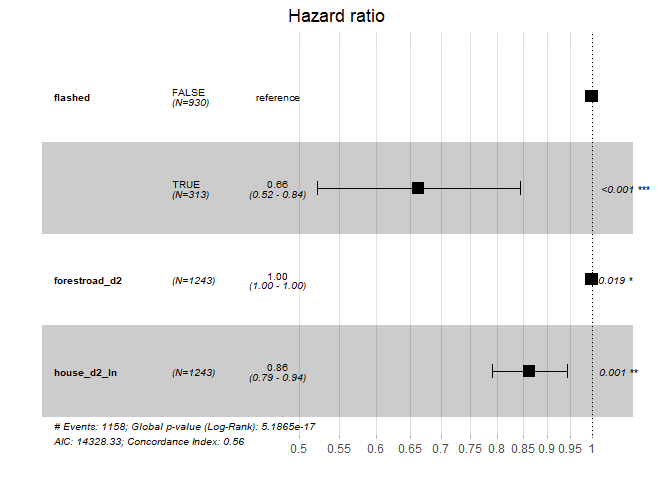 Hazard ratio
flashed
FALSE
(N=930)
reference
TRUE
(N=313)
0.66
(0.52 - 0.84)
<0.001 ***
forestroad_d2
(N=1243)
1.00
(1.00 - 1.00)
0.019 *
house_d2_ln
(N=1243)
0.86
(0.79 - 0.94)
0.001 **
# Events: 1158; Global p-value (Log-Rank): 5.1865e-17
AIC: 14328.33; Concordance Index: 0.56
0.5 0.55 0.6 0.65 0.7 0.75 0.8 0.85 0.9 0.95 1